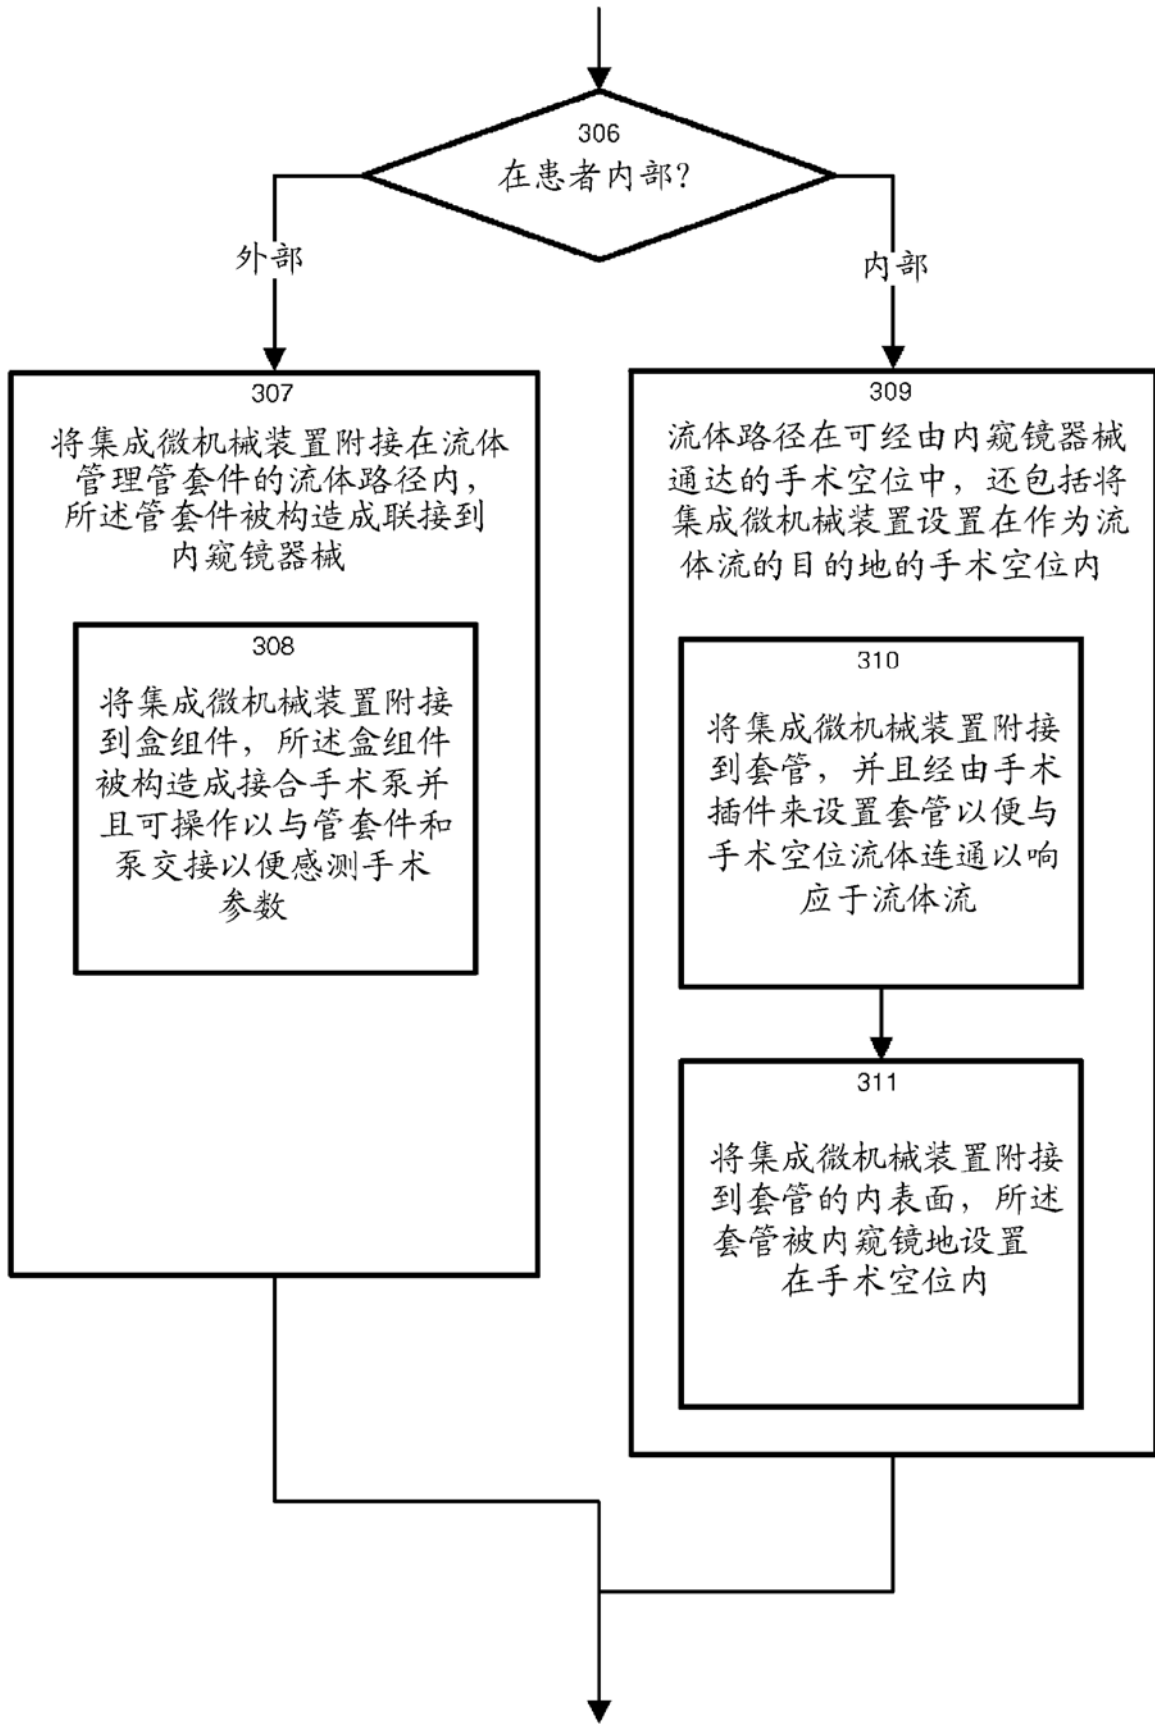 306
在患者内部？
外部
内部
307
将集成微机械装置附接在流体
管理管套件的流体路径内，
所述管套件被构造成联接到
内窥镜器械
308
将集成微机械装置附接
到盒组件，所述盒组件
被构造成接合手术泵并
且可操作以与管套件和
泵交接以便感测手术
参数
309
流体路径在可经由内窥镜器械
通达的手术空位中，还包括将
集成微机械装置设置在作为流
体流的目的地的手术空位内
310
将集成微机械装置附接
到套管，并且经由手术
插件来设置套管以便与
手术空位流体连通以响
应于流体流
311
将集成微机械装置附接
到套管的内表面，所述
套管被内窥镜地设置
在手术空位内